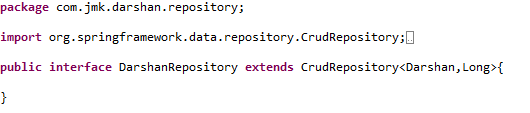 package com.jmk.darshan.repository;
import org.springframework.data.repository.CrudRepository;
public interface DarshanRepository extends CrudRepository<Darshan,Long>{
}